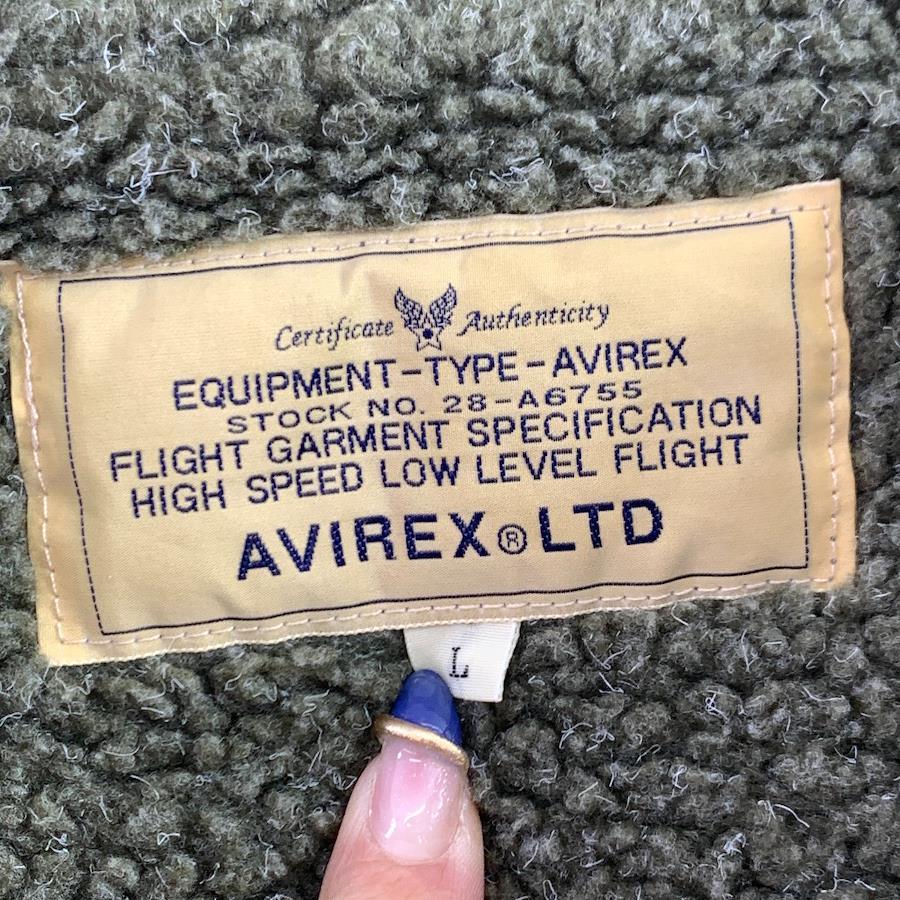 Certificate Authenticity
EQUIPMENT-TYPE-AVIREX
STOCK NO. 28-A6755
FLIGHT GARMENT SPECIFICATION
HIGH SPEED LOW LEVEL FLIGHT
AVIREX®LTD
L